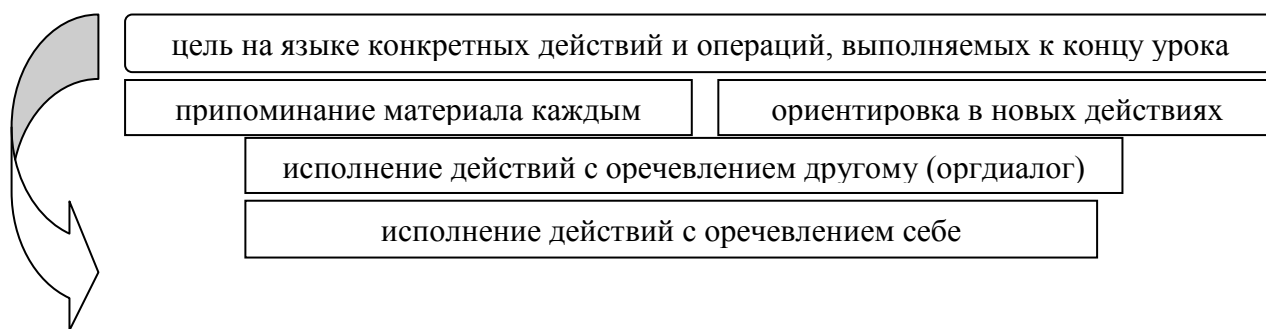 цель на языке конкретных действий и операций, выполняемых к концу урока
припоминание материала каждым
ориентировка в новых действиях
исполнение действий с оречевлением другому (оргдиалог)
исполнение действий с оречевлением себе